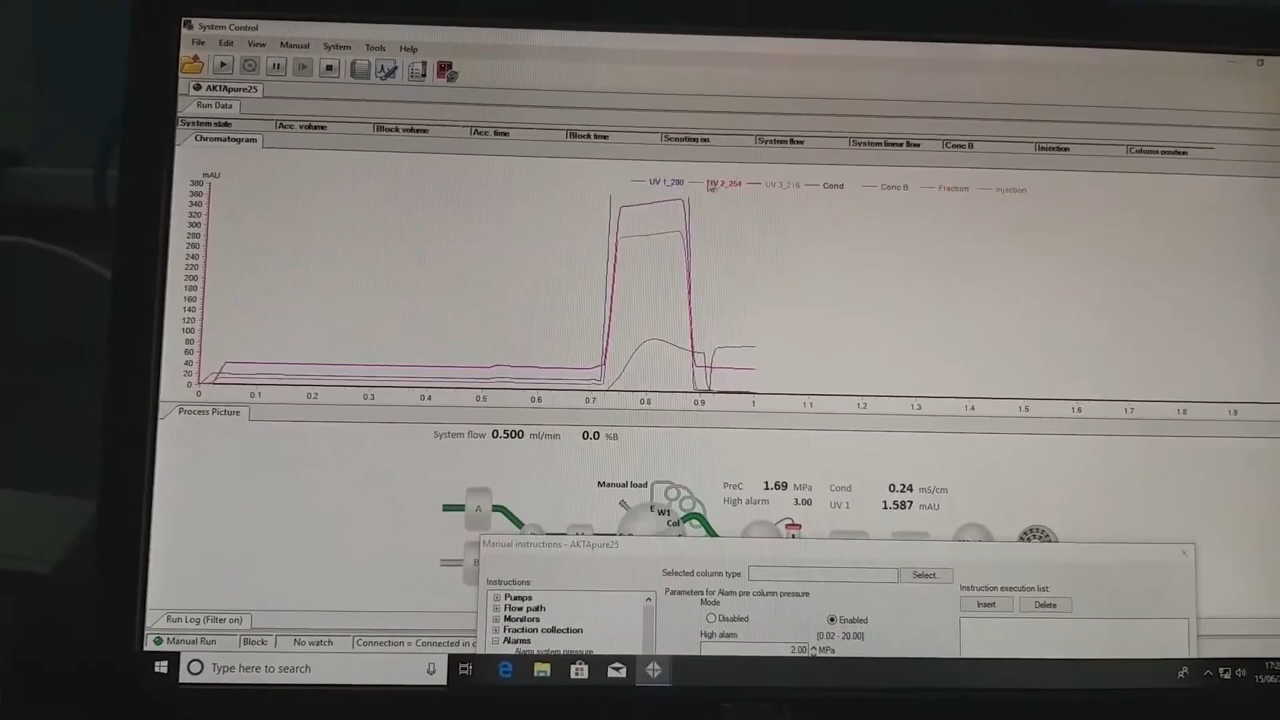 System Control
File Edit View Manual System Tools Help
AKTApure25
Run Data
System state Acc. volume Block volume Acc. time Block time Scouting no. System flow System linear flow Conc B Injection Column position
Chromatogram
mAU
UV 1_280 UV 2_254 UV 3_215 Cond Conc B Fraction Injection
380
360
340
320
300
280
260
240
220
200
180
160
140
120
100
80
60
40
20
0
0 0.1 0.2 0.3 0.4 0.5 0.6 0.7 0.8 0.9 1 1.1 1.2 1.3 1.4 1.5 1.6 1.7 1.8 1.9
Process Picture
System flow 0.500 ml/min 0.0 %B
Manual load
PreC 1.69 MPa Cond 0.24 mS/cm
High alarm 3.00 UV 1 1.587 mAU
E W1
Col
A
B
Manual instructions - AKTApure25
Selected column type: Select...
Instructions:
Parameters for Alarm pre column pressure
Instruction execution list:
Pumps
Flow path
Monitors
Fraction collection
Alarms
Alarm system pressure
Mode
Disabled Enabled
High alarm [0.02 - 20.00]
2.00 MPa
Insert Delete
Run Log (Filter on)
Manual Run Block: No watch Connection = Connected in c
Type here to search
17:2
15/06/